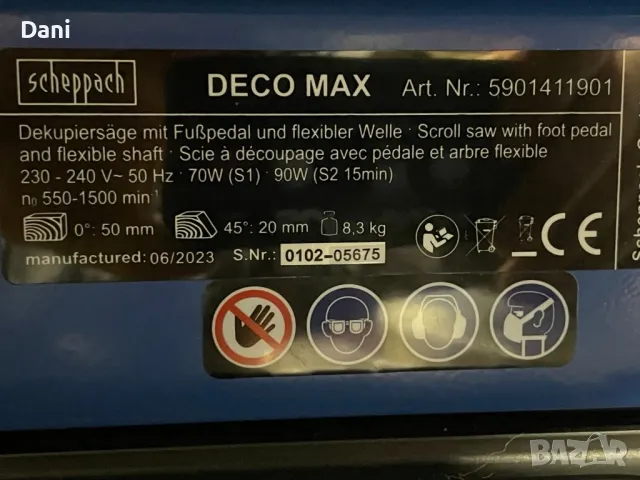 Dani
scheppach DECO MAX Art. Nr.: 5901411901
Dekupiersäge mit Fußpedal und flexibler Welle · Scroll saw with foot pedal
and flexible shaft · Scie à découpage avec pédale et arbre flexible
230 - 240 V~ 50 Hz · 70W (S1) · 90W (S2 15min)
n₀ 550-1500 min⁻¹
0°: 50 mm 45°: 20 mm 8,3 kg
manufactured: 06/2023 S.Nr.: 0102-05675
CE
BAZAR